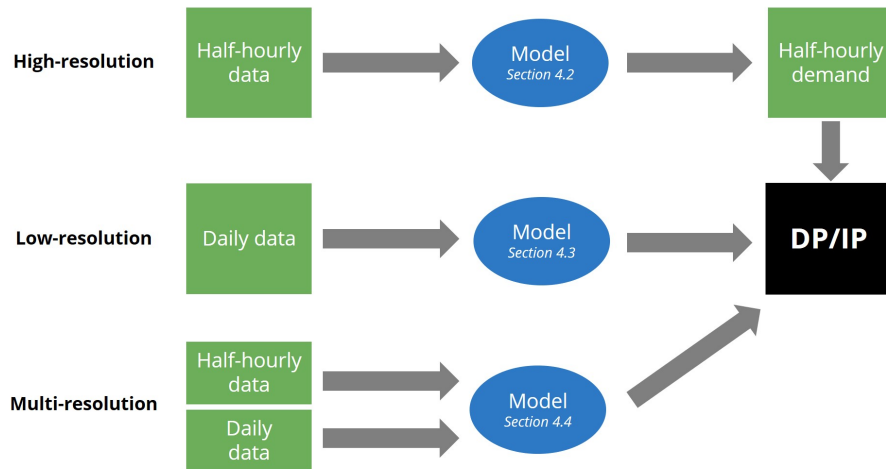 High-resolution
Half-hourly
data
Model
Section 4.2
Half-hourly
demand
Low-resolution
Daily data
Model
Section 4.3
DP/IP
Multi-resolution
Half-hourly
data
Daily
data
Model
Section 4.4